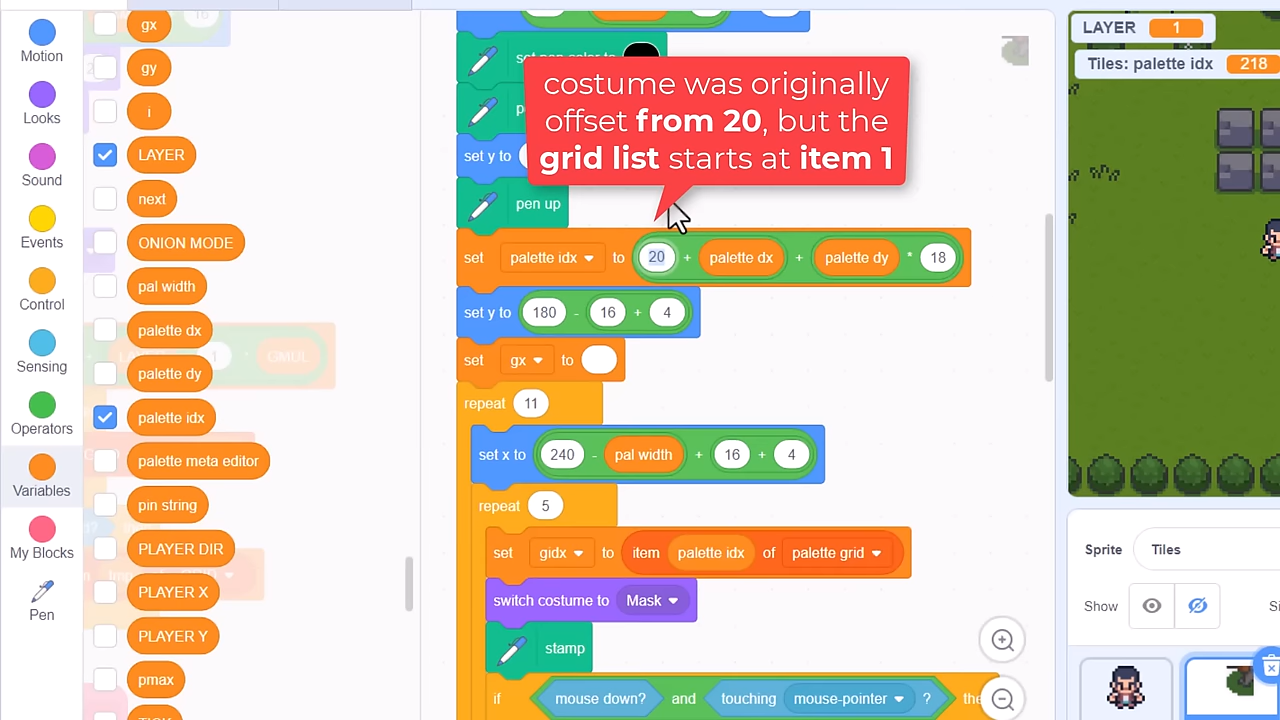 Motion
Looks
Sound
Events
Control
Sensing
Operators
Variables
My Blocks
Pen
gx
gy
i
LAYER
next
ONION MODE
pal width
palette dx
palette dy
palette idx
palette meta editor
pin string
PLAYER DIR
PLAYER X
PLAYER Y
pmax
costume was originally
offset from 20, but the
grid list starts at item 1
set y to
pen up
set palette idx to 20 + palette dx + palette dy * 18
set y to 180 - 16 + 4
set gx to
repeat 11
set x to 240 - pal width + 16 + 4
repeat 5
set gidx to item palette idx of palette grid
switch costume to Mask
stamp
if mouse down? and touching mouse-pointer ? the
LAYER 1
Tiles: palette idx 218
Sprite Tiles
Show